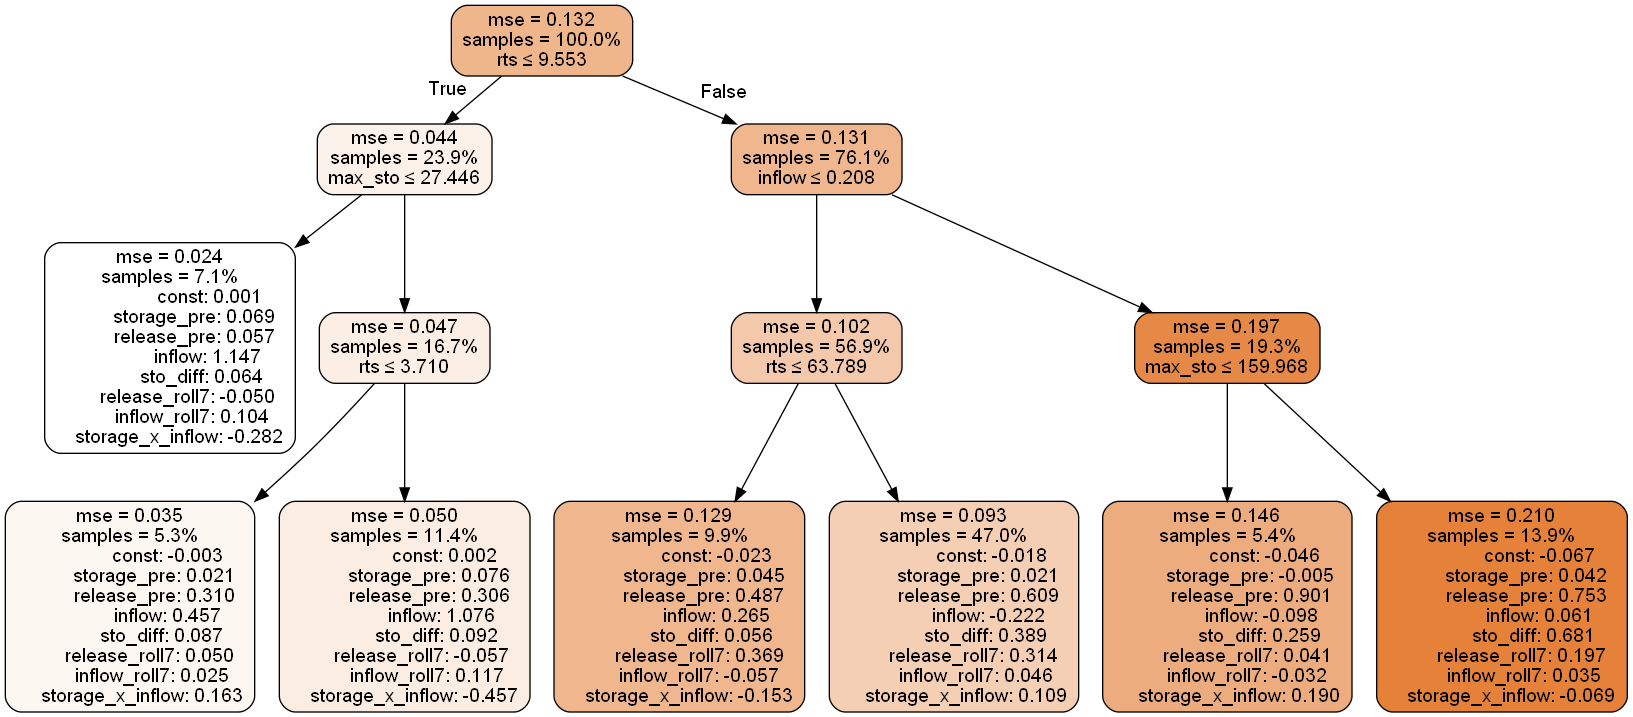 mse = 0.132
samples = 100.0%
rts ≤ 9.553
True
False
mse = 0.044
samples = 23.9%
max_sto ≤ 27.446
mse = 0.131
samples = 76.1%
inflow ≤ 0.208
mse = 0.024
samples = 7.1%
const: 0.001
storage_pre: 0.069
release_pre: 0.057
inflow: 1.147
sto_diff: 0.064
release_roll7: -0.050
inflow_roll7: 0.104
storage_x_inflow: -0.282
mse = 0.047
samples = 16.7%
rts ≤ 3.710
mse = 0.102
samples = 56.9%
rts ≤ 63.789
mse = 0.197
samples = 19.3%
max_sto ≤ 159.968
mse = 0.035
samples = 5.3%
const: -0.003
storage_pre: 0.021
release_pre: 0.310
inflow: 0.457
sto_diff: 0.087
release_roll7: 0.050
inflow_roll7: 0.025
storage_x_inflow: 0.163
mse = 0.050
samples = 11.4%
const: 0.002
storage_pre: 0.076
release_pre: 0.306
inflow: 1.076
sto_diff: 0.092
release_roll7: -0.057
inflow_roll7: 0.117
storage_x_inflow: -0.457
mse = 0.129
samples = 9.9%
const: -0.023
storage_pre: 0.045
release_pre: 0.487
inflow: 0.265
sto_diff: 0.056
release_roll7: 0.369
inflow_roll7: -0.057
storage_x_inflow: -0.153
mse = 0.093
samples = 47.0%
const: -0.018
storage_pre: 0.021
release_pre: 0.609
inflow: -0.222
sto_diff: 0.389
release_roll7: 0.314
inflow_roll7: 0.046
storage_x_inflow: 0.109
mse = 0.146
samples = 5.4%
const: -0.046
storage_pre: -0.005
release_pre: 0.901
inflow: -0.098
sto_diff: 0.259
release_roll7: 0.041
inflow_roll7: -0.032
storage_x_inflow: 0.190
mse = 0.210
samples = 13.9%
const: -0.067
storage_pre: 0.042
release_pre: 0.753
inflow: 0.061
sto_diff: 0.681
release_roll7: 0.197
inflow_roll7: 0.035
storage_x_inflow: -0.069